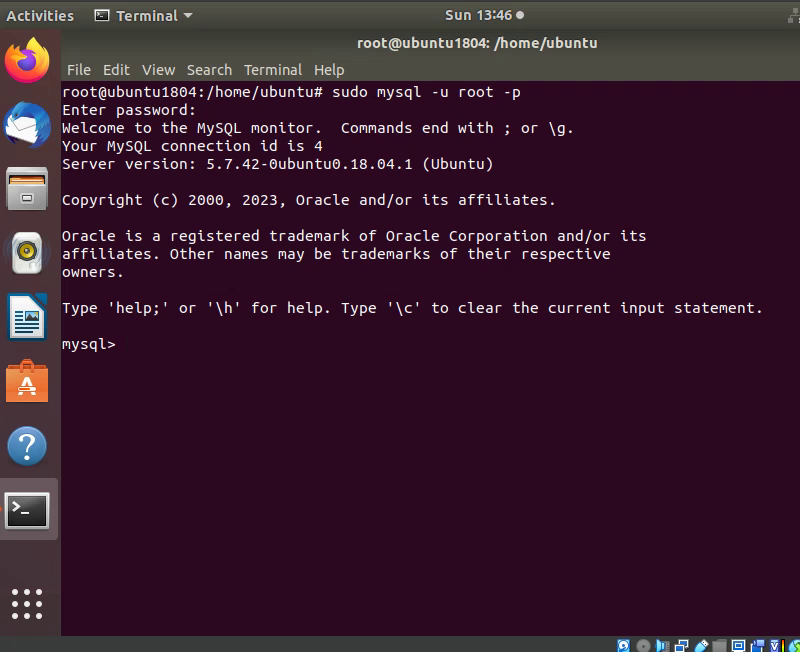 Activities Terminal Sun 13:46
root@ubuntu1804: /home/ubuntu
File Edit View Search Terminal Help
root@ubuntu1804:/home/ubuntu# sudo mysql -u root -p
Enter password:
Welcome to the MySQL monitor.  Commands end with ; or \g.
Your MySQL connection id is 4
Server version: 5.7.42-0ubuntu0.18.04.1 (Ubuntu)
Copyright (c) 2000, 2023, Oracle and/or its affiliates.
Oracle is a registered trademark of Oracle Corporation and/or its
affiliates. Other names may be trademarks of their respective
owners.
Type 'help;' or '\h' for help. Type '\c' to clear the current input statement.
mysql>